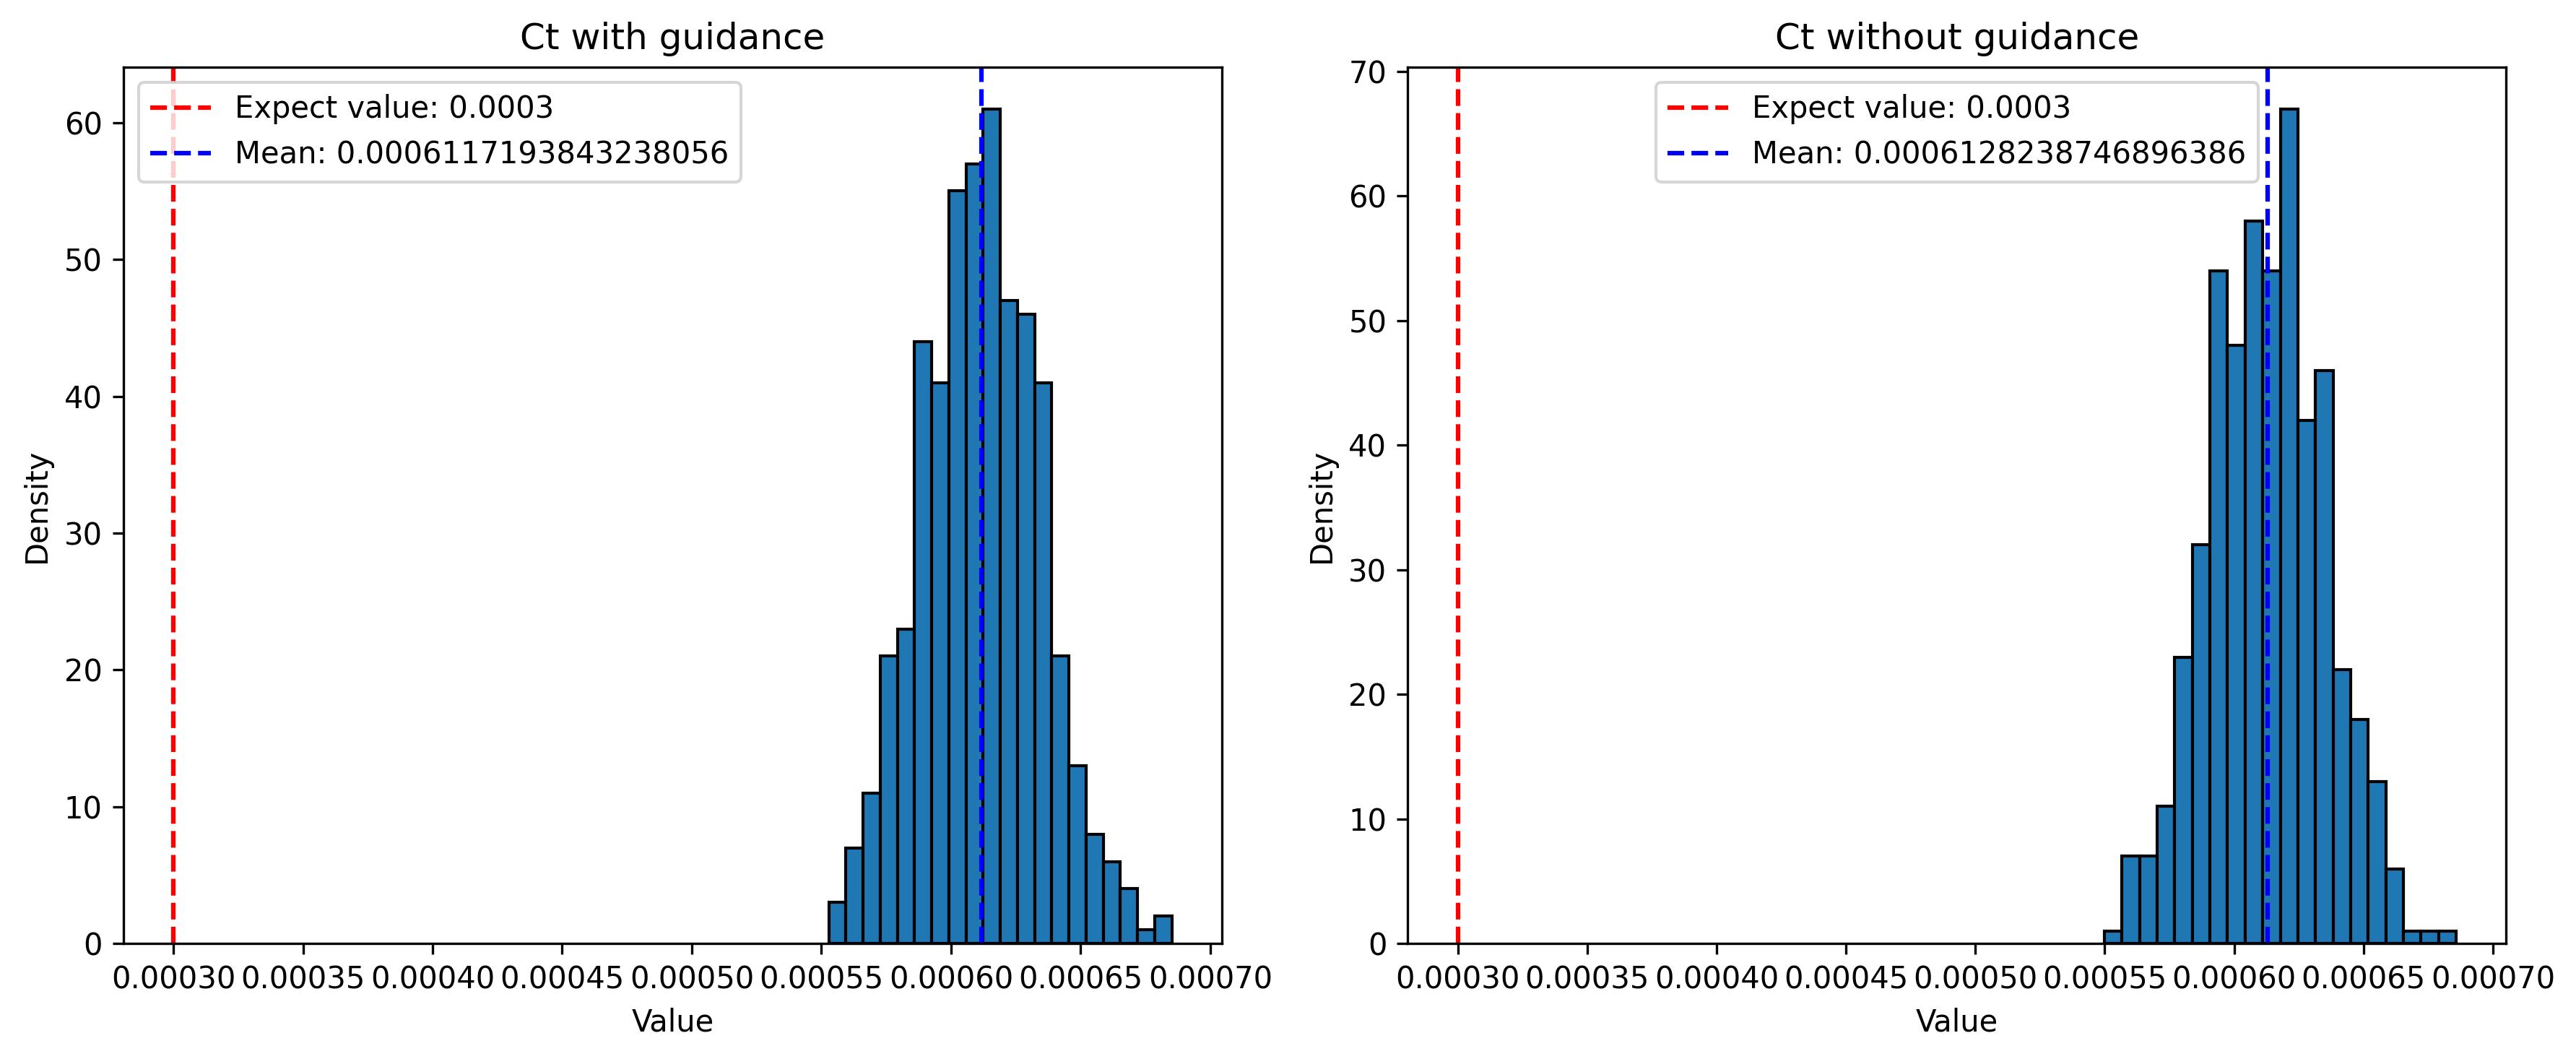 Ct with guidance
Expect value: 0.0003
Mean: 0.0006117193843238056
Density
60
50
40
30
20
10
0
0.00030 0.00035 0.00040 0.00045 0.00050 0.00055 0.00060 0.00065 0.00070
Value
Ct without guidance
Expect value: 0.0003
Mean: 0.0006128238746896386
Density
70
60
50
40
30
20
10
0
0.00030 0.00035 0.00040 0.00045 0.00050 0.00055 0.00060 0.00065 0.00070
Value